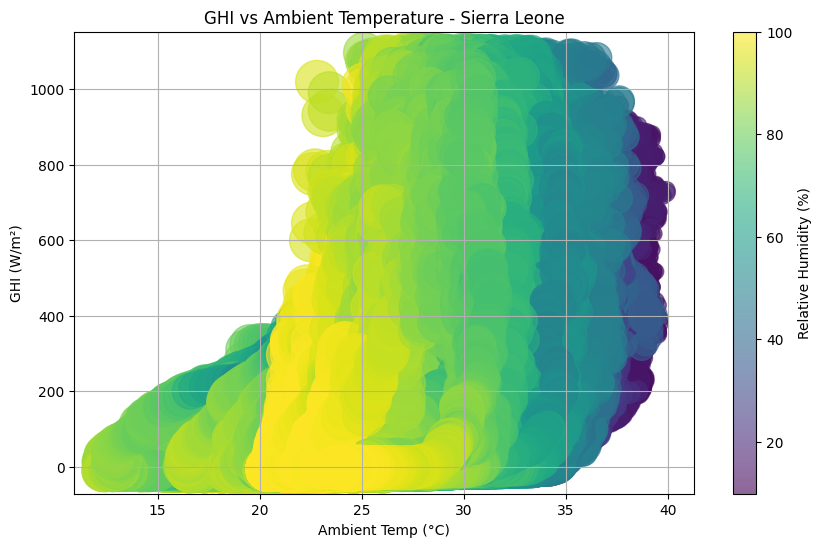 GHI vs Ambient Temperature - Sierra Leone
1000
800
600
400
200
0
GHI (W/m²)
15 20 25 30 35 40
Ambient Temp (°C)
100
80
60
40
20
Relative Humidity (%)